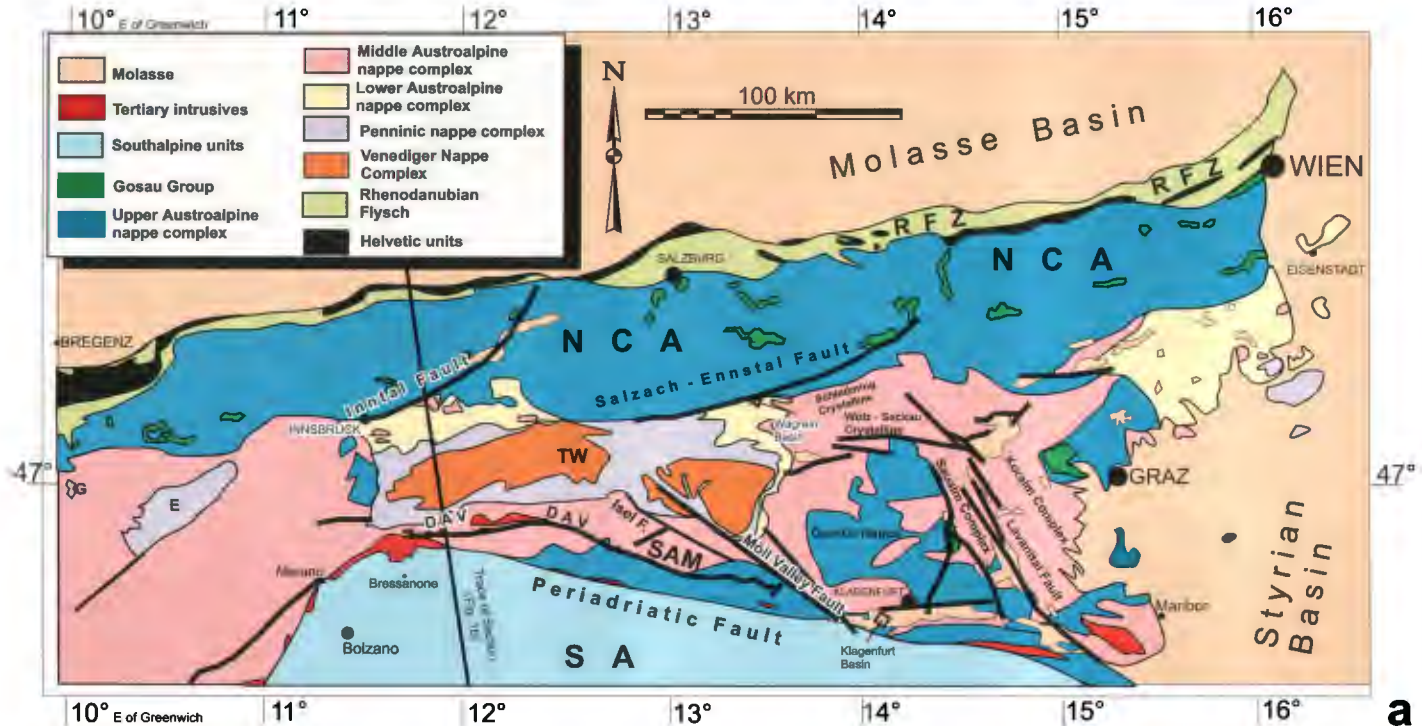 10° E of Greenwich 11° 12° 13° 14° 15° 16°
Molasse
Tertiary intrusives
Southalpine units
Gosau Group
Upper Austroalpine
nappe complex
Middle Austroalpine
nappe complex
Lower Austroalpine
nappe complex
Penninic nappe complex
Venediger Nappe
Complex
Rhenodanubian
Flysch
Helvetic units
N
100 km
Molasse Basin
RFZ
WIEN
RFZ
SALZBURG
NCA
EISENSTADT
BREGENZ
NCA
Inntal Fault
Salzach - Ennstal Fault
INNSBRUCK
Schladming
Crystalline
Wölz - Seckau
Crystalline
Wagrein
Basin
47°
TW
47°
G
E
GRAZ
Koralm Complex
Saualm Complex
Lavanttal Fault
DAV
DAV
Isel F.
SAM
Möll Valley Fault
Merano
Bressanone
Periadriatic Fault
KLAGENFURT
Maribor
Styrian
Basin
Trace of Section
Bolzano
SA
Klagenfurt
Basin
10° E of Greenwich 11° 12° 13° 14° 15° 16°
a